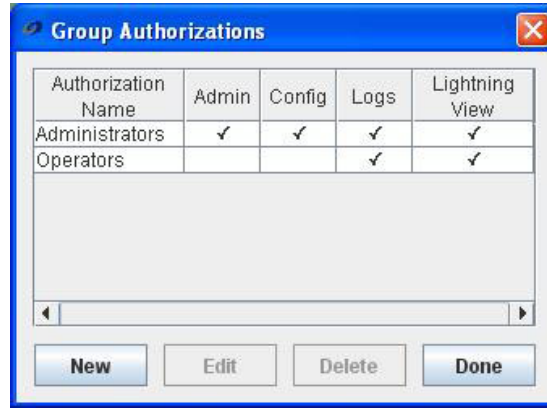 Group Authorizations
Authorization Name Admin Config Logs Lightning View
Administrators ✓ ✓ ✓ ✓
Operators ✓ ✓
New Edit Delete Done